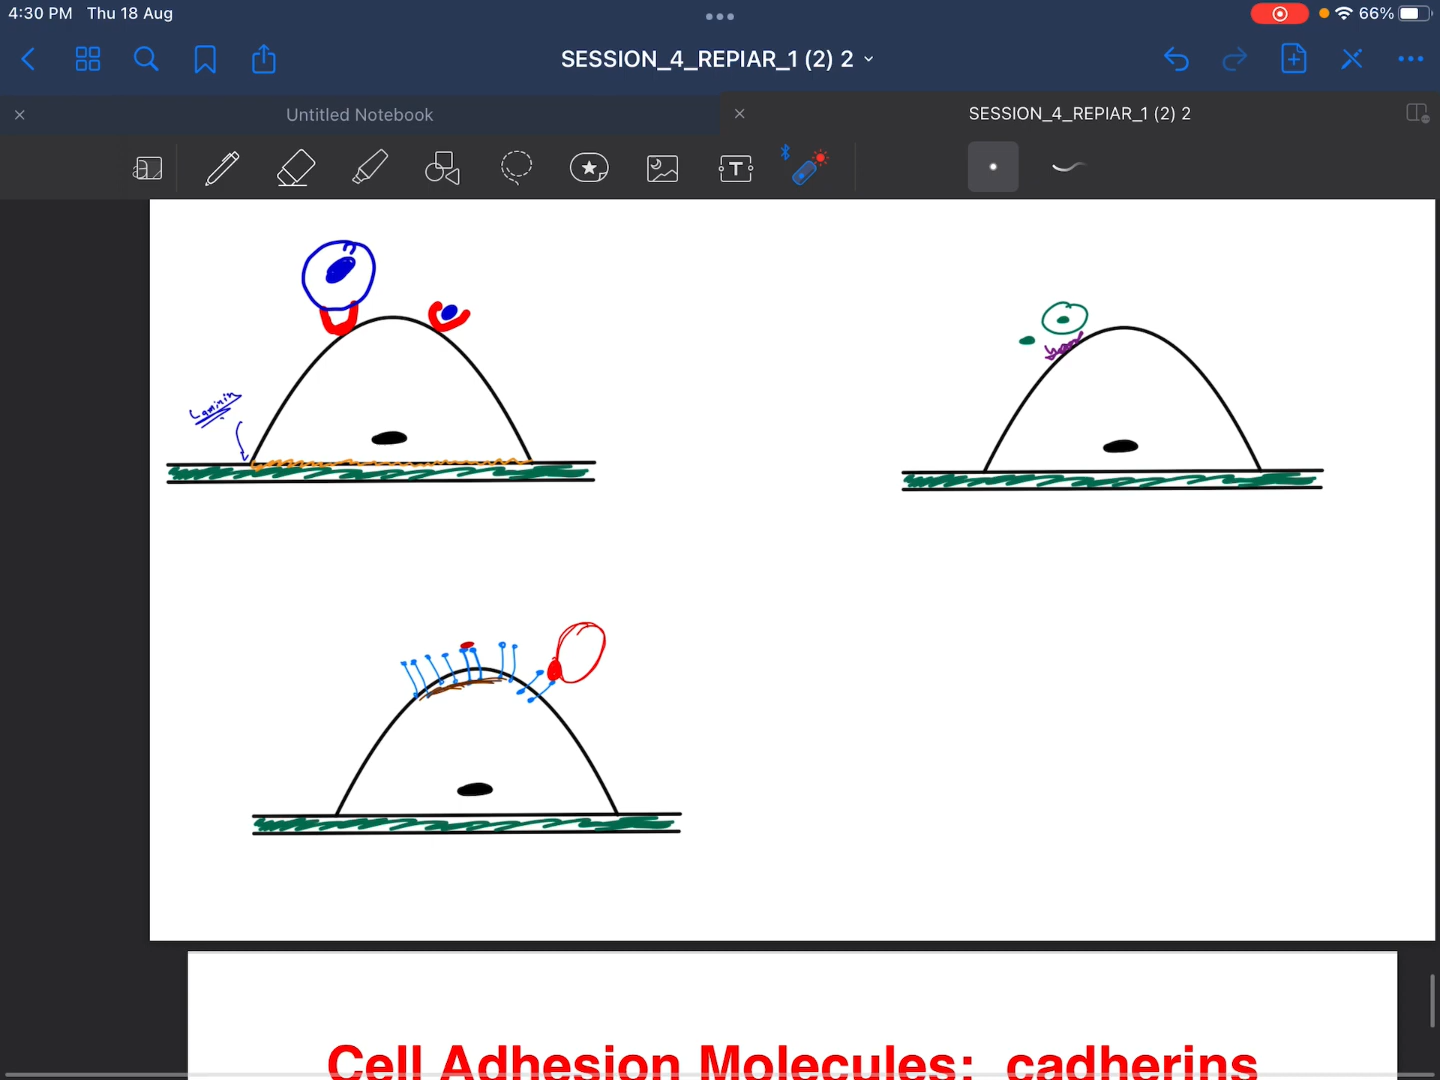 4:30 PM Thu 18 Aug
66%
SESSION_4_REPIAR_1 (2) 2
Untitled Notebook
SESSION_4_REPIAR_1 (2) 2
a
T
Laminin
Cell Adhesion Molecules: cadherins